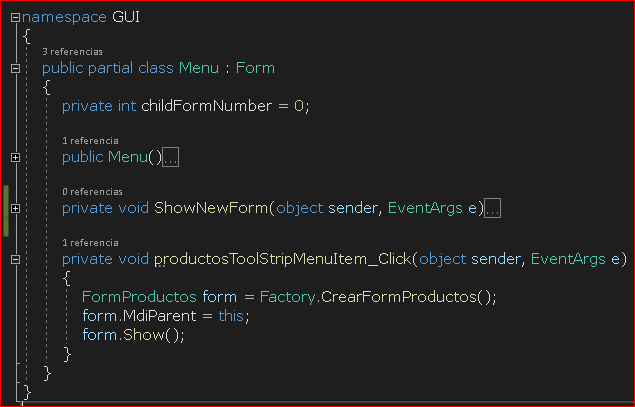 namespace GUI
{
3 referencias
public partial class Menu : Form
{
private int childFormNumber = 0;
1 referencia
public Menu()...
0 referencias
private void ShowNewForm(object sender, EventArgs e)...
1 referencia
private void productosToolStripMenuItem_Click(object sender, EventArgs e)
{
FormProductos form = Factory.CrearFormProductos();
form.MdiParent = this;
form.Show();
}
}
}